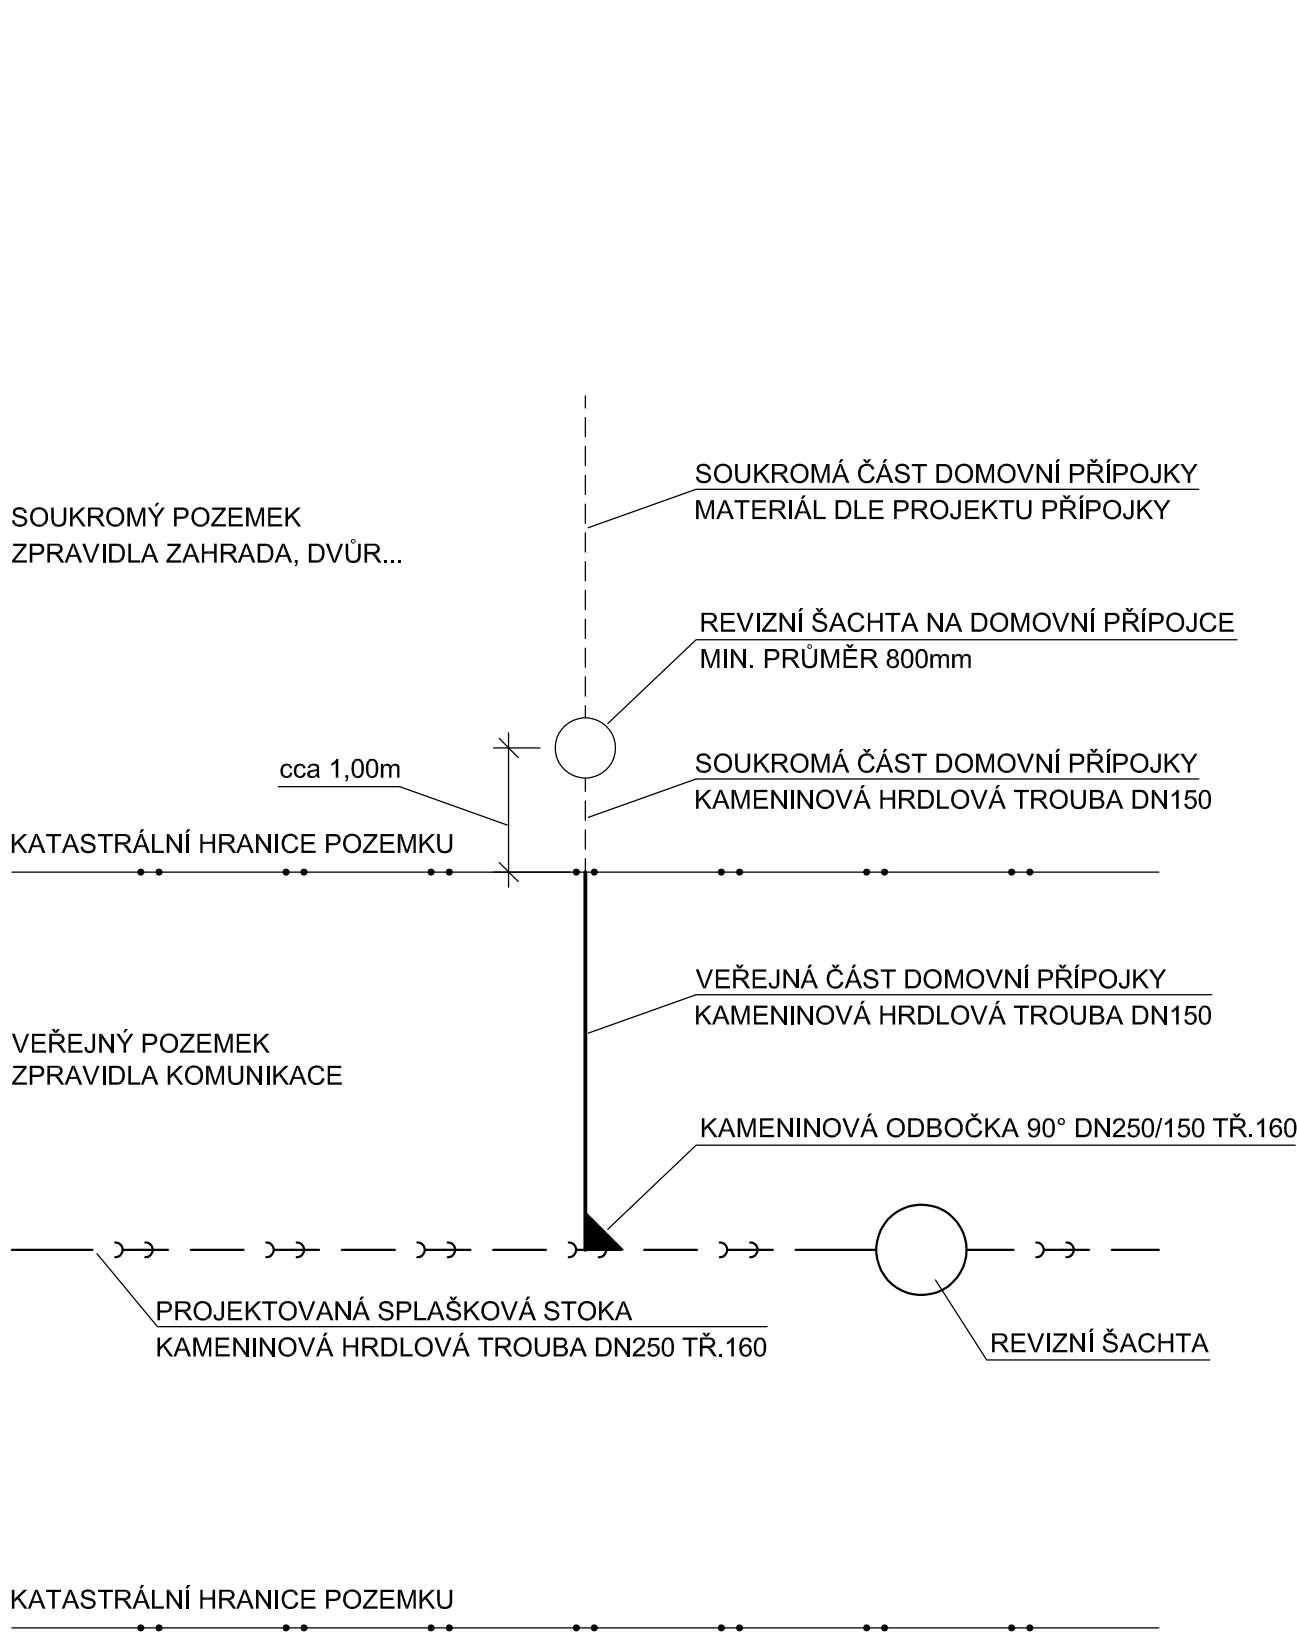 SOUKROMÁ ČÁST DOMOVNÍ PŘÍPOJKY
MATERIÁL DLE PROJEKTU PŘÍPOJKY
SOUKROMÝ POZEMEK
ZPRAVIDLA ZAHRADA, DVŮR...
REVIZNÍ ŠACHTA NA DOMOVNÍ PŘÍPOJCE
MIN. PRŮMĚR 800mm
SOUKROMÁ ČÁST DOMOVNÍ PŘÍPOJKY
KAMENINOVÁ HRDLOVÁ TROUBA DN150
cca 1,00m
KATASTRÁLNÍ HRANICE POZEMKU
VEŘEJNÁ ČÁST DOMOVNÍ PŘÍPOJKY
KAMENINOVÁ HRDLOVÁ TROUBA DN150
VEŘEJNÝ POZEMEK
ZPRAVIDLA KOMUNIKACE
KAMENINOVÁ ODBOČKA 90° DN250/150 TŘ.160
PROJEKTOVANÁ SPLAŠKOVÁ STOKA
KAMENINOVÁ HRDLOVÁ TROUBA DN250 TŘ.160
REVIZNÍ ŠACHTA
KATASTRÁLNÍ HRANICE POZEMKU